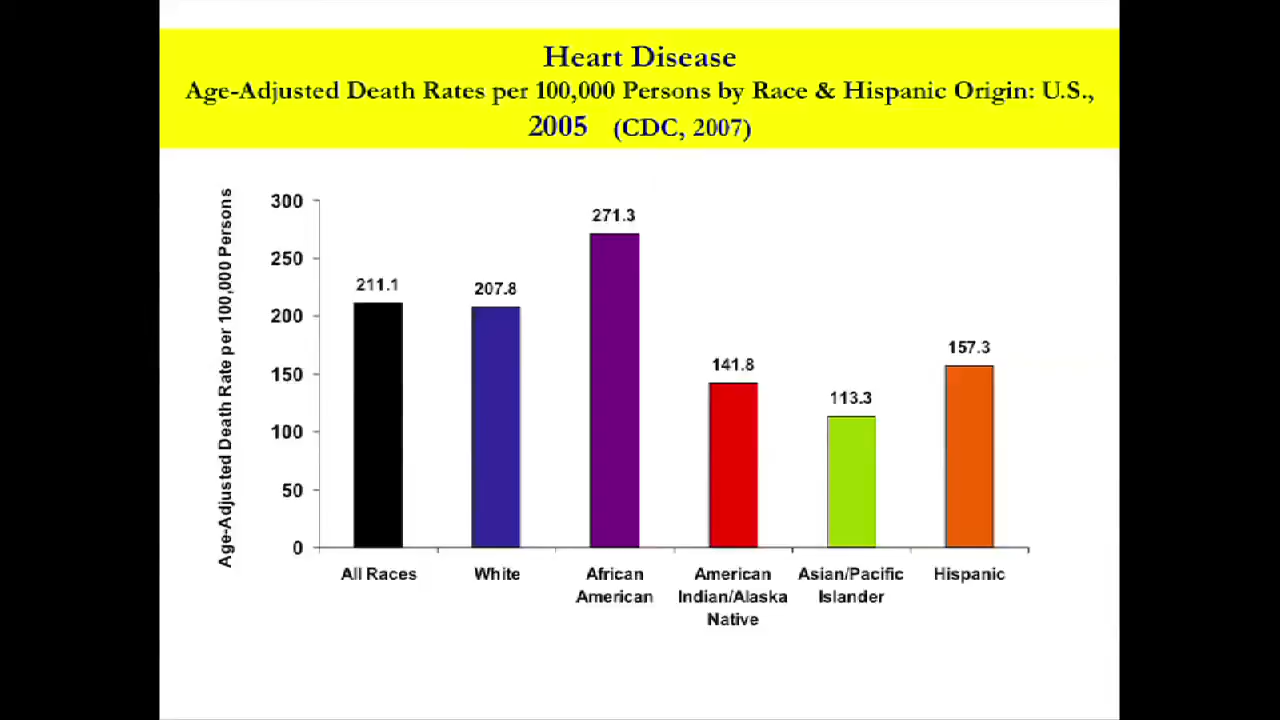 Heart Disease
Age-Adjusted Death Rates per 100,000 Persons by Race & Hispanic Origin: U.S.,
2005 (CDC, 2007)
Age-Adjusted Death Rate per 100,000 Persons
300
250
200
150
100
50
0
211.1
207.8
271.3
141.8
113.3
157.3
All Races
White
African
American
American
Indian/Alaska
Native
Asian/Pacific
Islander
Hispanic